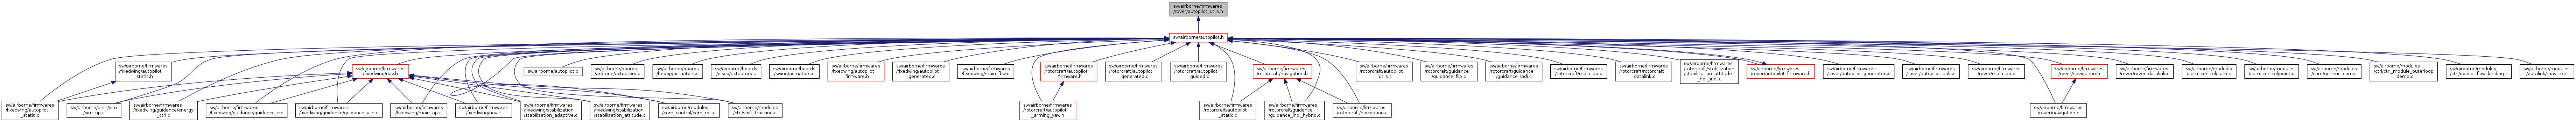 sw/airborne/firmwares
/rover/autopilot_utils.h
sw/airborne/autopilot.h
sw/airborne/firmwares
/fixedwing/autopilot
_static.h
sw/airborne/firmwares
/fixedwing/nav.h
sw/airborne/autopilot.c
sw/airborne/boards
/ardrone/actuators.c
sw/airborne/boards
/bebop/actuators.c
sw/airborne/boards
/disco/actuators.c
sw/airborne/boards
/swing/actuators.c
sw/airborne/firmwares
/fixedwing/autopilot
_firmware.h
sw/airborne/firmwares
/fixedwing/autopilot
_generated.c
sw/airborne/firmwares
/fixedwing/main_fbw.c
sw/airborne/firmwares
/rotorcraft/autopilot
_firmware.h
sw/airborne/firmwares
/rotorcraft/autopilot
_generated.c
sw/airborne/firmwares
/rotorcraft/autopilot
_guided.c
sw/airborne/firmwares
/rotorcraft/navigation.h
sw/airborne/firmwares
/rotorcraft/autopilot
_utils.c
sw/airborne/firmwares
/rotorcraft/guidance
/guidance_flip.c
sw/airborne/firmwares
/rotorcraft/guidance
/guidance_indi.c
sw/airborne/firmwares
/rotorcraft/main_ap.c
sw/airborne/firmwares
/rotorcraft/rotorcraft
_datalink.c
sw/airborne/firmwares
/rotorcraft/stabilization
/stabilization_attitude
_heli_indi.c
sw/airborne/firmwares
/rover/autopilot_firmware.h
sw/airborne/firmwares
/rover/autopilot_generated.c
sw/airborne/firmwares
/rover/autopilot_utils.c
sw/airborne/firmwares
/rover/main_ap.c
sw/airborne/firmwares
/rover/navigation.h
sw/airborne/firmwares
/rover/rover_datalink.c
sw/airborne/modules
/cam_control/cam.c
sw/airborne/modules
/cam_control/point.c
sw/airborne/modules
/com/generic_com.c
sw/airborne/modules
/ctrl/ctrl_module_outerloop
_demo.c
sw/airborne/modules
/ctrl/optical_flow_landing.c
sw/airborne/modules
/datalink/mavlink.c
sw/airborne/firmwares
/fixedwing/autopilot
_static.c
sw/airborne/arch/sim
/sim_ap.c
sw/airborne/firmwares
/fixedwing/guidance/energy
_ctrl.c
sw/airborne/firmwares
/fixedwing/guidance/guidance_v.c
sw/airborne/firmwares
/fixedwing/guidance/guidance_v_n.c
sw/airborne/firmwares
/fixedwing/main_ap.c
sw/airborne/firmwares
/fixedwing/nav.c
sw/airborne/firmwares
/fixedwing/stabilization
/stabilization_adaptive.c
sw/airborne/firmwares
/fixedwing/stabilization
/stabilization_attitude.c
sw/airborne/modules
/cam_control/cam_roll.c
sw/airborne/modules
/ctrl/shift_tracking.c
sw/airborne/firmwares
/rotorcraft/autopilot
_arming_yaw.h
sw/airborne/firmwares
/rotorcraft/autopilot
_static.c
sw/airborne/firmwares
/rotorcraft/guidance
/guidance_indi_hybrid.c
sw/airborne/firmwares
/rotorcraft/navigation.c
sw/airborne/firmwares
/rover/navigation.c